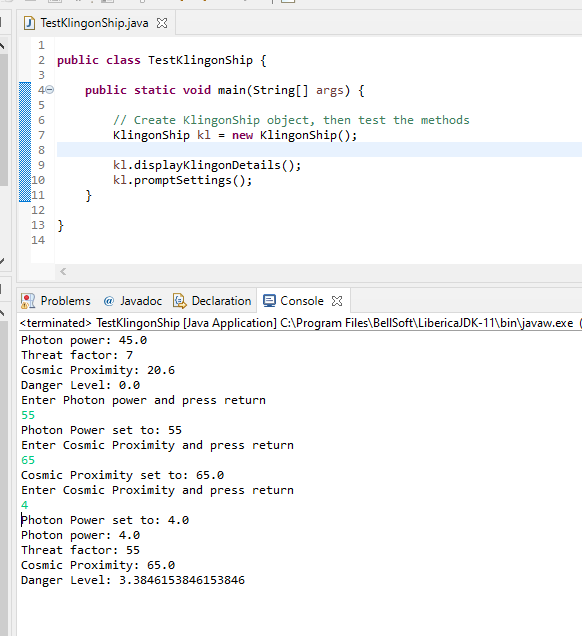 TestKlingonShip.java
1
2 public class TestKlingonShip {
3
4 public static void main(String[] args) {
5
6 // Create KlingonShip object, then test the methods
7 KlingonShip kl = new KlingonShip();
8
9 kl.displayKlingonDetails();
10 kl.promptSettings();
11 }
12
13 }
14
Problems @ Javadoc Declaration Console
<terminated> TestKlingonShip [Java Application] C:\Program Files\BellSoft\LibericaJDK-11\bin\javaw.exe (
Photon power: 45.0
Threat factor: 7
Cosmic Proximity: 20.6
Danger Level: 0.0
Enter Photon power and press return
55
Photon Power set to: 55
Enter Cosmic Proximity and press return
65
Cosmic Proximity set to: 65.0
Enter Cosmic Proximity and press return
4
Photon Power set to: 4.0
Photon power: 4.0
Threat factor: 55
Cosmic Proximity: 65.0
Danger Level: 3.3846153846153846